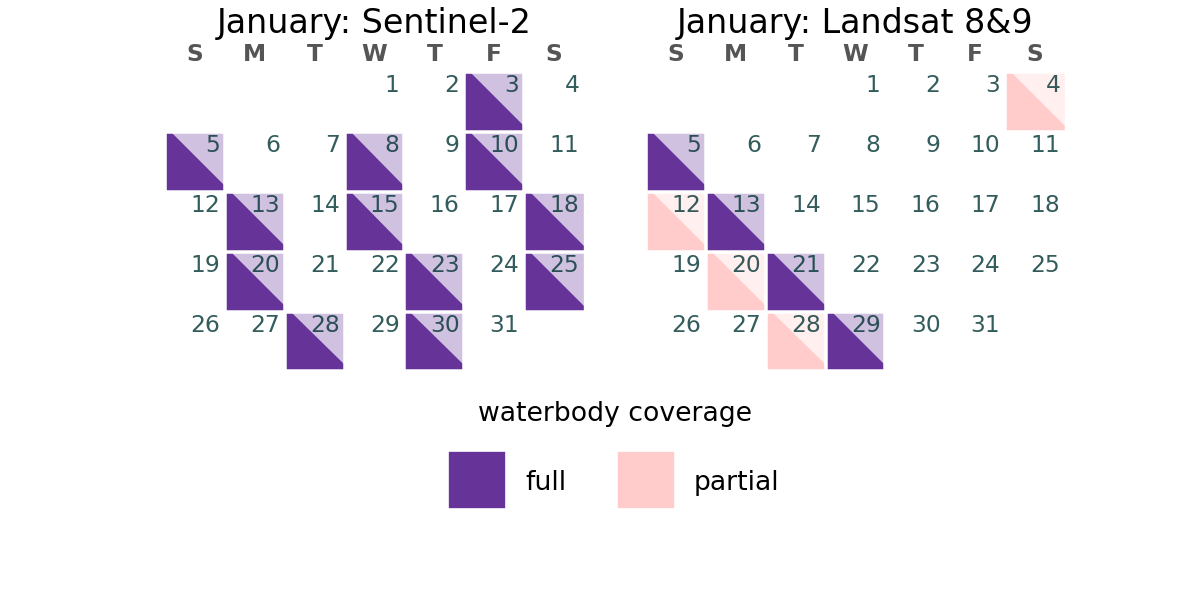 January: Sentinel-2
S M T W T F S
1 2 3 4
5 6 7 8 9 10 11
12 13 14 15 16 17 18
19 20 21 22 23 24 25
26 27 28 29 30 31
January: Landsat 8&9
S M T W T F S
1 2 3 4
5 6 7 8 9 10 11
12 13 14 15 16 17 18
19 20 21 22 23 24 25
26 27 28 29 30 31
waterbody coverage
full
partial